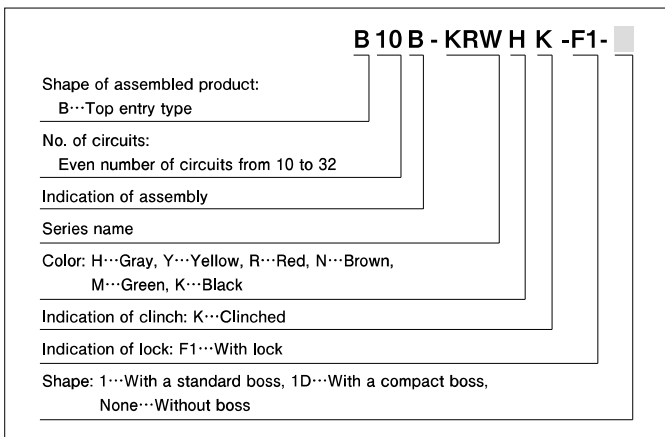 B 10 B - KRW H K -F1-
Shape of assembled product:
B···Top entry type
No. of circuits:
Even number of circuits from 10 to 32
Indication of assembly
Series name
Color: H···Gray, Y···Yellow, R···Red, N···Brown,
M···Green, K···Black
Indication of clinch: K···Clinched
Indication of lock: F1···With lock
Shape: 1···With a standard boss, 1D···With a compact boss,
None···Without boss